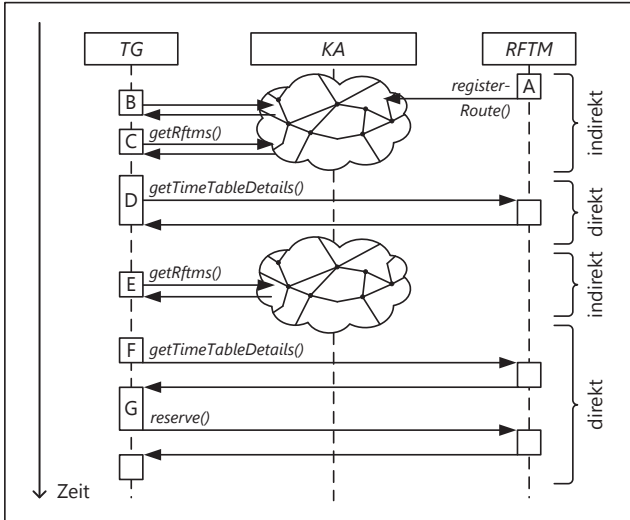 TG
KA
RFTM
A
register-
Route()
B
C
getRftms()
indirekt
D
getTimeTableDetails()
direkt
E
getRftms()
indirekt
F
getTimeTableDetails()
G
reserve()
direkt
Zeit